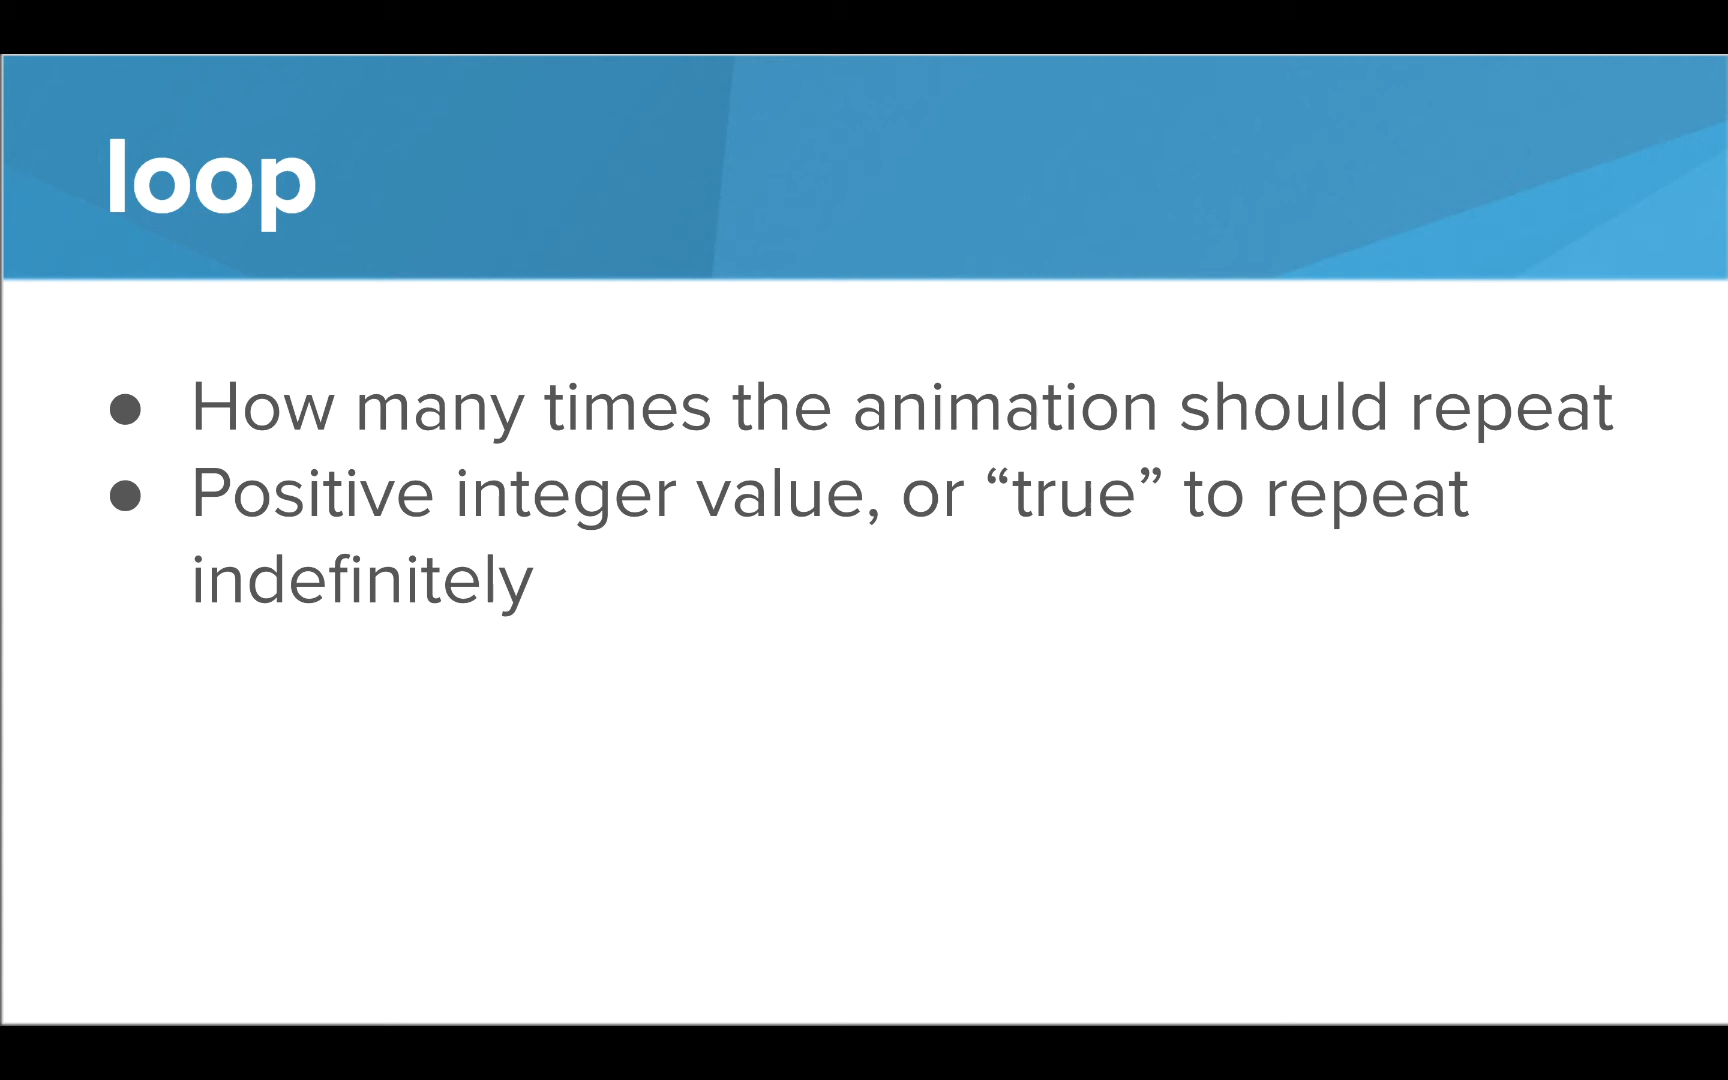 loop
● How many times the animation should repeat
● Positive integer value, or “true” to repeat
indefinitely